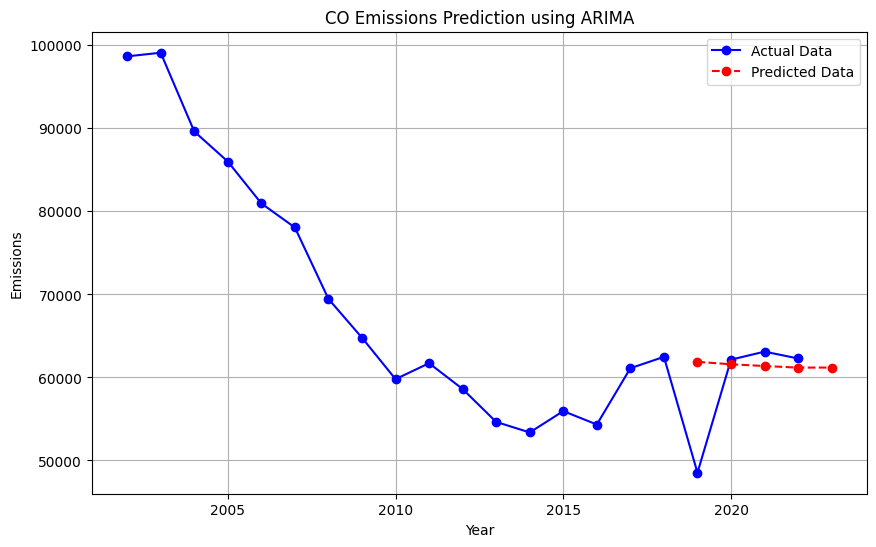 CO Emissions Prediction using ARIMA
Actual Data
Predicted Data
100000
90000
80000
70000
60000
50000
Emissions
2005
2010
2015
2020
Year